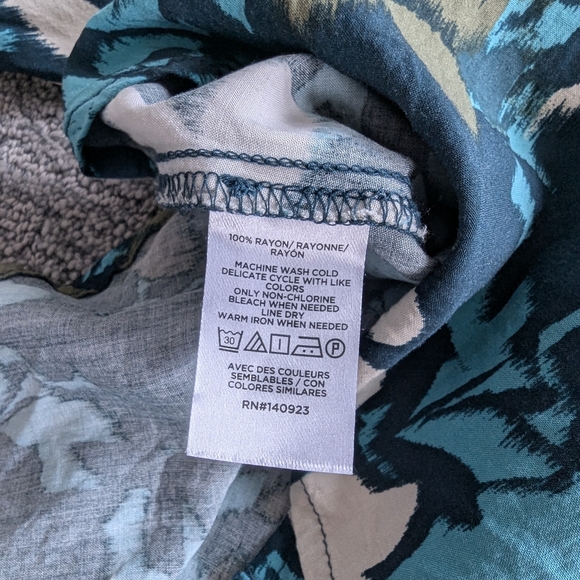 100% RAYON/ RAYONNE/
RAYÓN
MACHINE WASH COLD
DELICATE CYCLE WITH LIKE
COLORS
ONLY NON-CHLORINE
BLEACH WHEN NEEDED
LINE DRY
WARM IRON WHEN NEEDED
30 P
AVEC DES COULEURS
SEMBLABLES / CON
COLORES SIMILARES
RN#140923